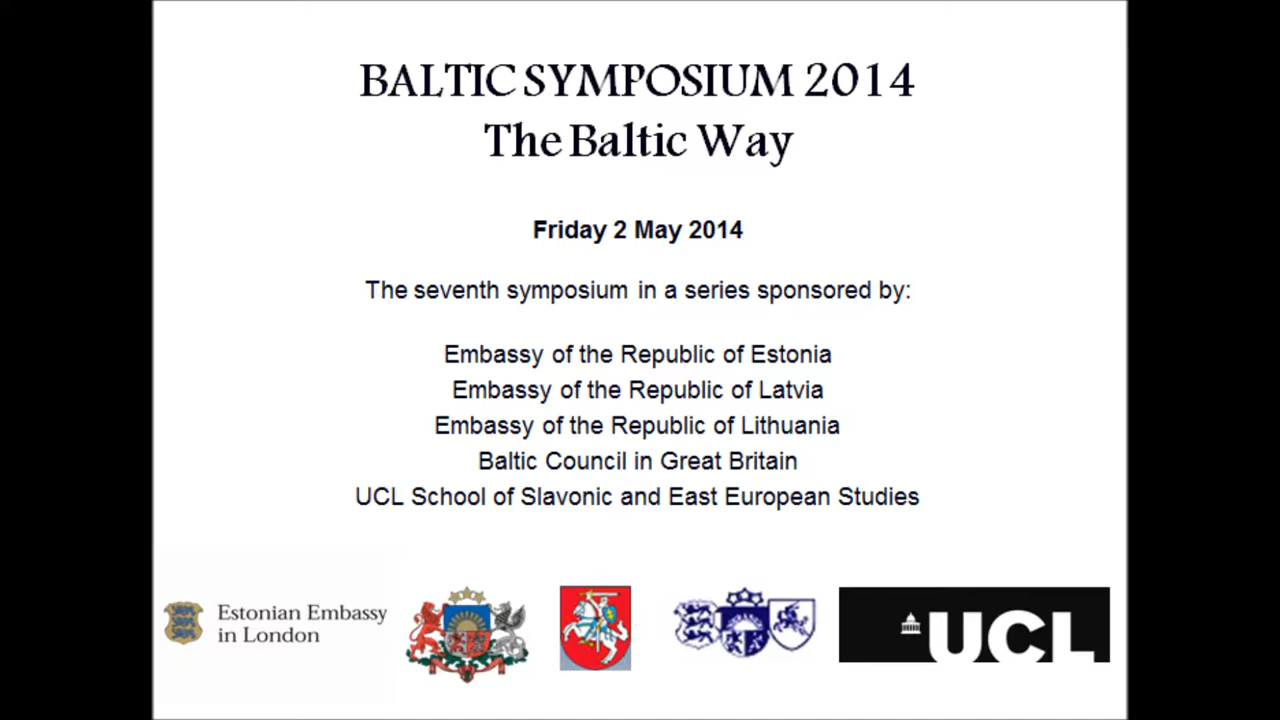 BALTIC SYMPOSIUM 2014
The Baltic Way
Friday 2 May 2014
The seventh symposium in a series sponsored by:
Embassy of the Republic of Estonia
Embassy of the Republic of Latvia
Embassy of the Republic of Lithuania
Baltic Council in Great Britain
UCL School of Slavonic and East European Studies
Estonian Embassy
in London
UCL